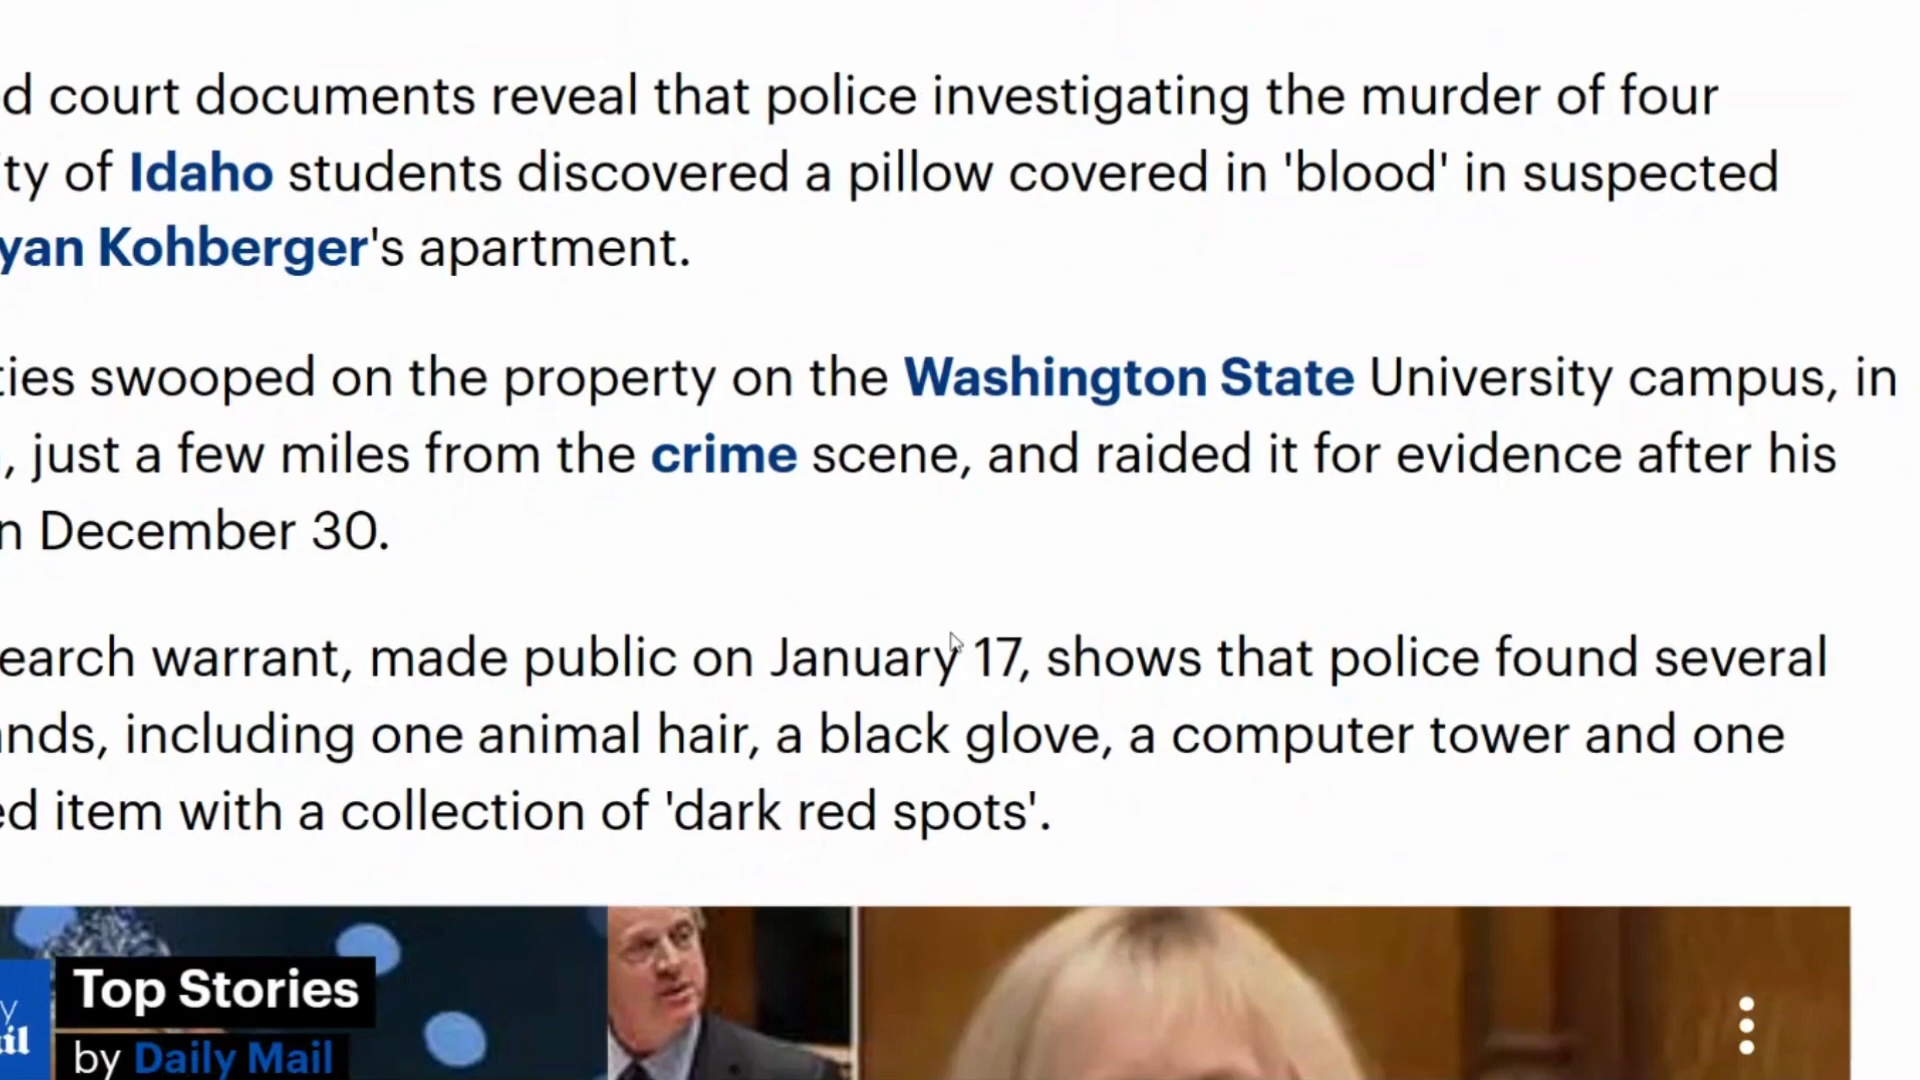 d court documents reveal that police investigating the murder of four
ty of Idaho students discovered a pillow covered in 'blood' in suspected
yan Kohberger's apartment.
ties swooped on the property on the Washington State University campus, in
, just a few miles from the crime scene, and raided it for evidence after his
n December 30.
earch warrant, made public on January 17, shows that police found several
ands, including one animal hair, a black glove, a computer tower and one
ed item with a collection of 'dark red spots'.
Top Stories
by Daily Mail